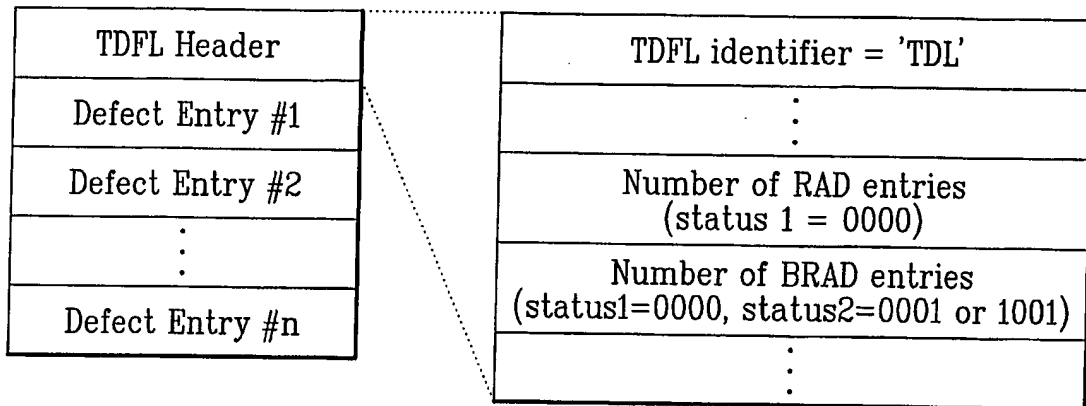 TDFL Header
Defect Entry #1
Defect Entry #2
⋮
Defect Entry #n
TDFL identifier = 'TDL'
⋮
Number of RAD entries
(status 1 = 0000)
Number of BRAD entries
(status1=0000, status2=0001 or 1001)
⋮